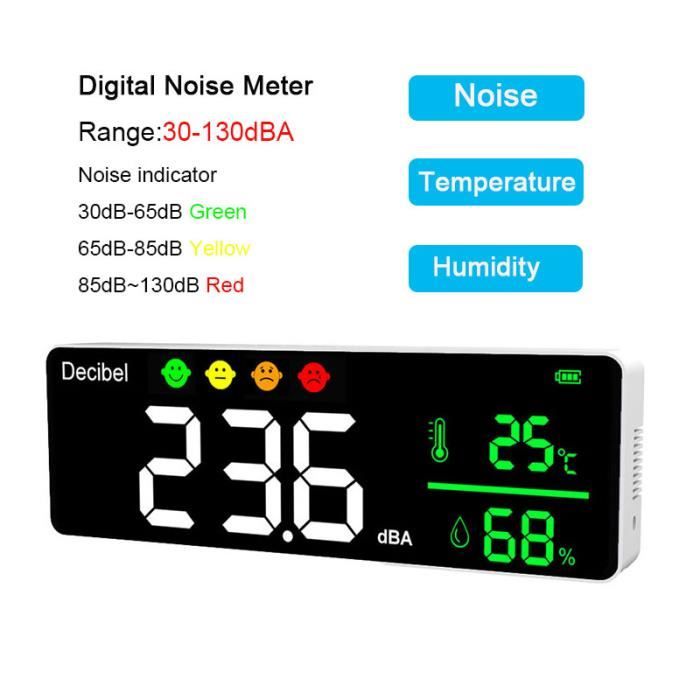 Digital Noise Meter
Range:30-130dBA
Noise indicator
30dB-65dB Green
65dB-85dB Yellow
85dB~130dB Red
Noise
Temperature
Humidity
Decibel
23.6 dBA
25℃
68%